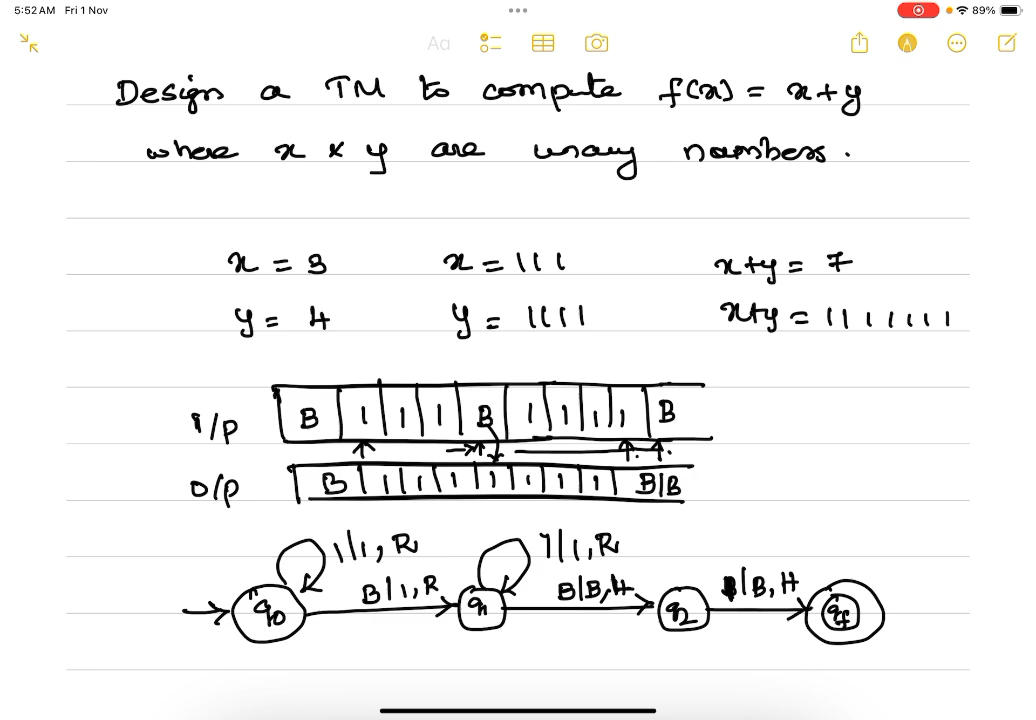 5:52 AM Fri 1 Nov 89%
Aa
Design a TM to compute f(x) = x+y
where x & y are unary numbers.
x = 3 x = 111 x+y = 7
y = 4 y = 1111 x+y = 1111111
i/p B 1 1 1 B 1 1 1 1 B
o/p B 1 1 1 1 1 1 1 1 B B
1/1, R 1/1, R
B/1, R B/B, H /B, H
q0 q1 q2 qf